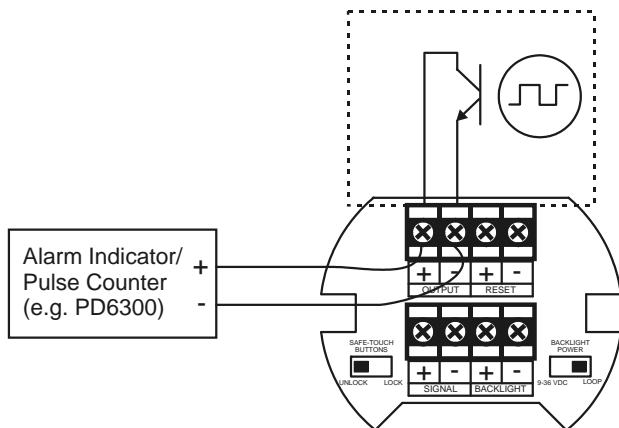 Alarm Indicator/ +
Pulse Counter
(e.g. PD6300) -
+ - + -
OUTPUT RESET
SAFE-TOUCH
BUTTONS
UNLOCK LOCK
+ - + -
SIGNAL BACKLIGHT
BACKLIGHT
POWER
9-36 VDC LOOP